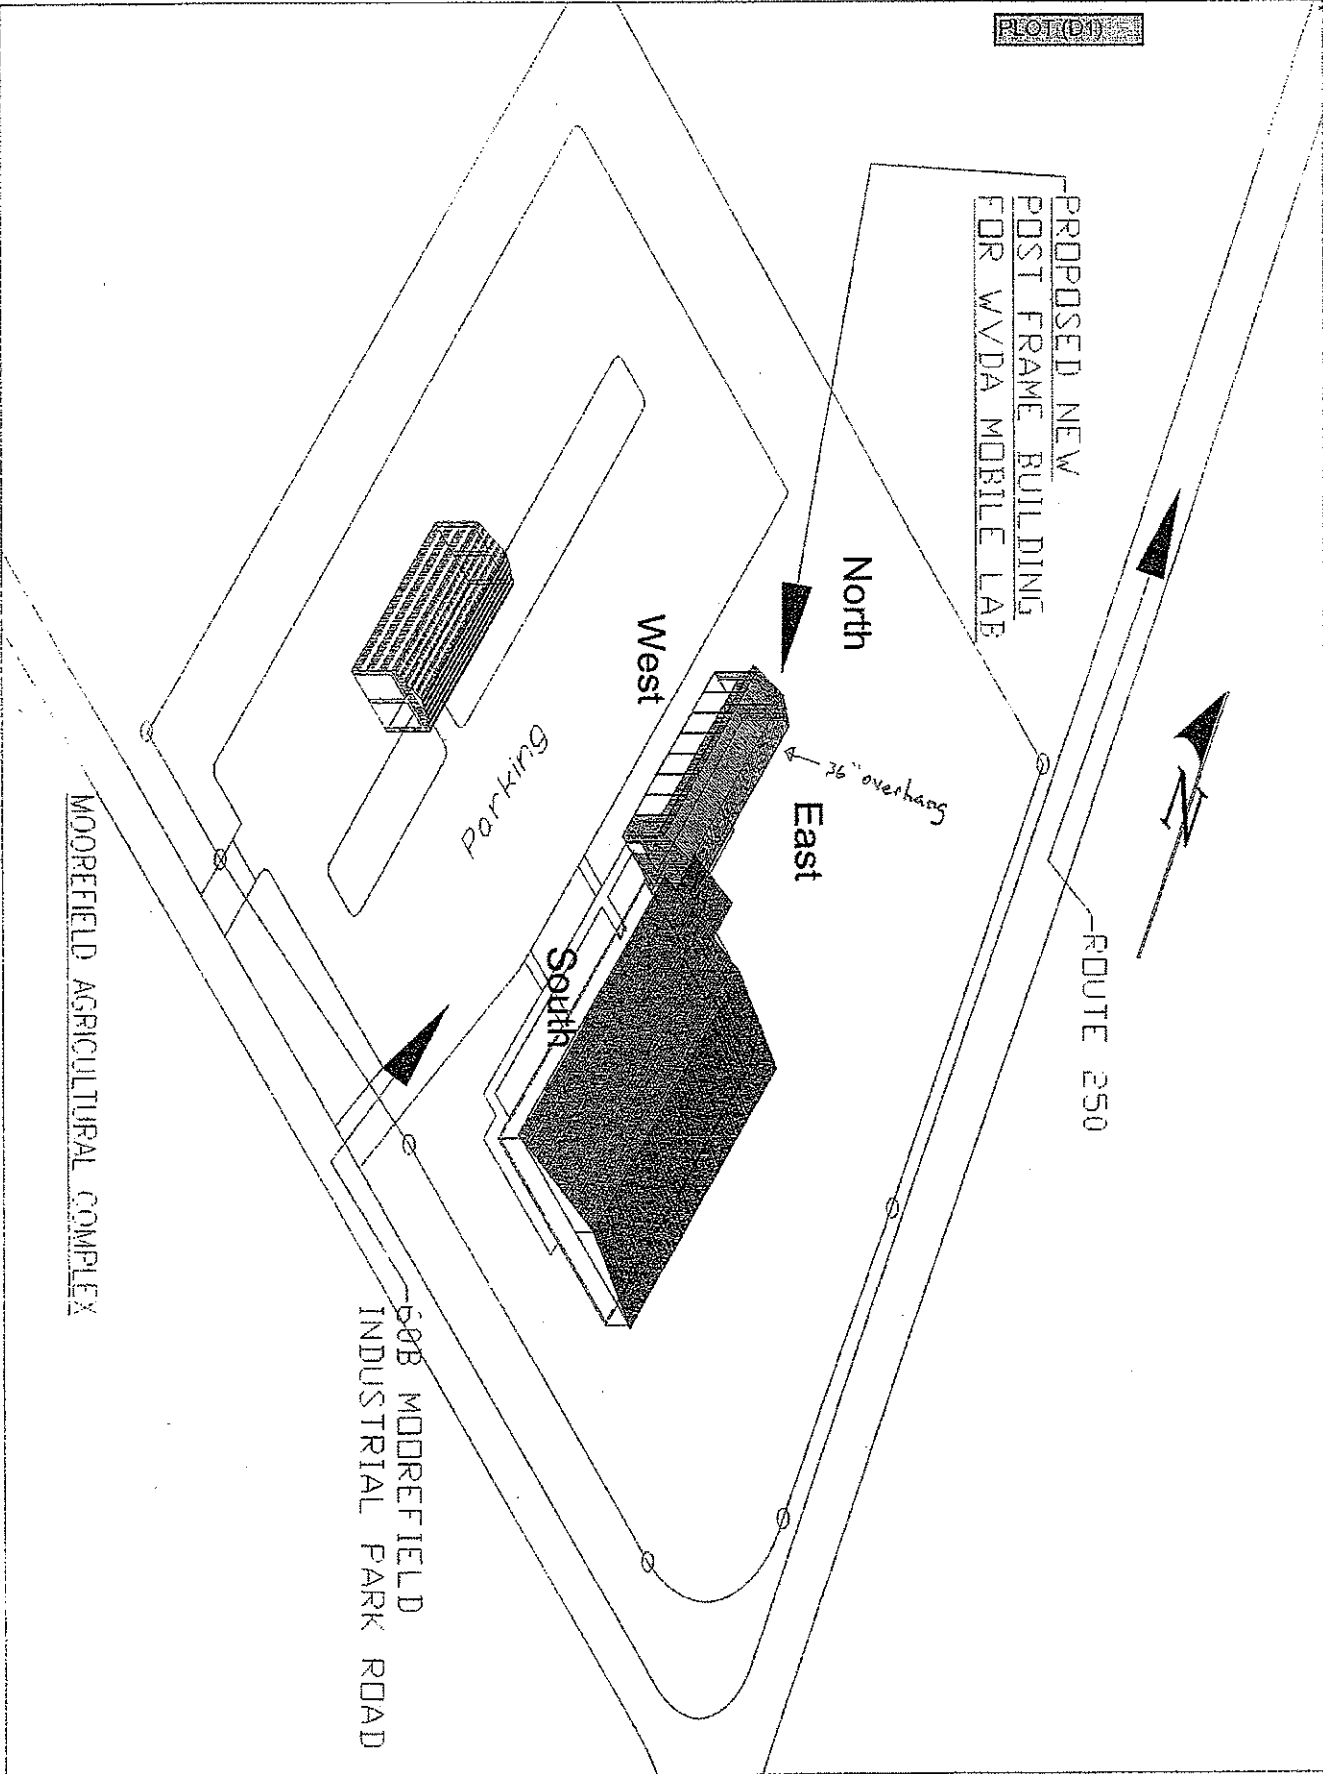 PLOT (D1)
PROPOSED NEW
POST FRAME BUILDING
FOR WVDA MOBILE LAB
N
ROUTE 250
North
West
36" overhang
East
Parking
South
60B MOOREFIELD
INDUSTRIAL PARK ROAD
MOOREFIELD AGRICULTURAL COMPLEX